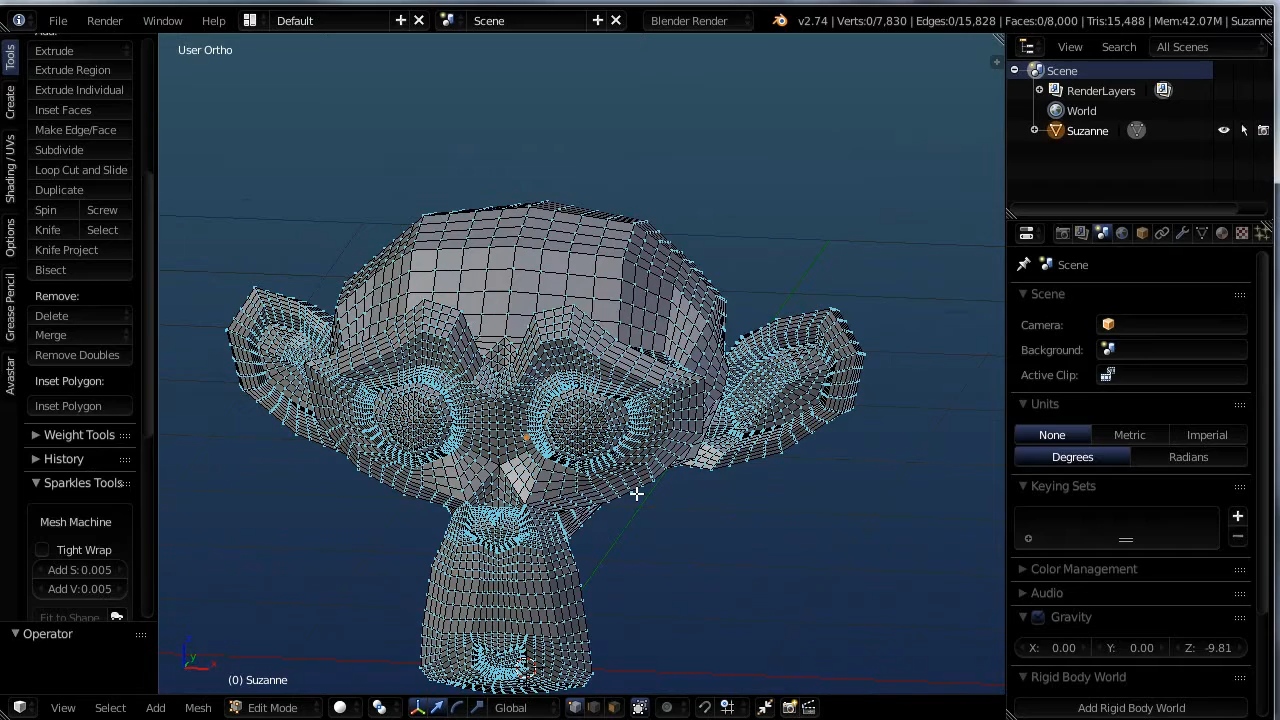 File Render Window Help Default Scene Blender Render v2.74 | Verts:0/7,830 | Edges:0/15,828 | Faces:0/8,000 | Tris:15,488 | Mem:42.07M | Suzanne
Tools
Create
Shading / UVs
Options
Grease Pencil
Avastar
Add:
Extrude
Extrude Region
Extrude Individual
Inset Faces
Make Edge/Face
Subdivide
Loop Cut and Slide
Duplicate
Spin Screw
Knife Select
Knife Project
Bisect
Remove:
Delete
Merge
Remove Doubles
Inset Polygon:
Inset Polygon
Weight Tools
History
Sparkles Tools
Mesh Machine
Tight Wrap
Add S: 0.005
Add V: 0.005
Fit to Shape
Operator
User Ortho
z
y
x
(0) Suzanne
View Select Add Mesh Edit Mode Global
View Search All Scenes
Scene
RenderLayers
World
Suzanne
Scene
Scene
Camera:
Background:
Active Clip:
Units
None Metric Imperial
Degrees Radians
Keying Sets
Color Management
Audio
Gravity
X: 0.00 Y: 0.00 Z: -9.81
Rigid Body World
Add Rigid Body World